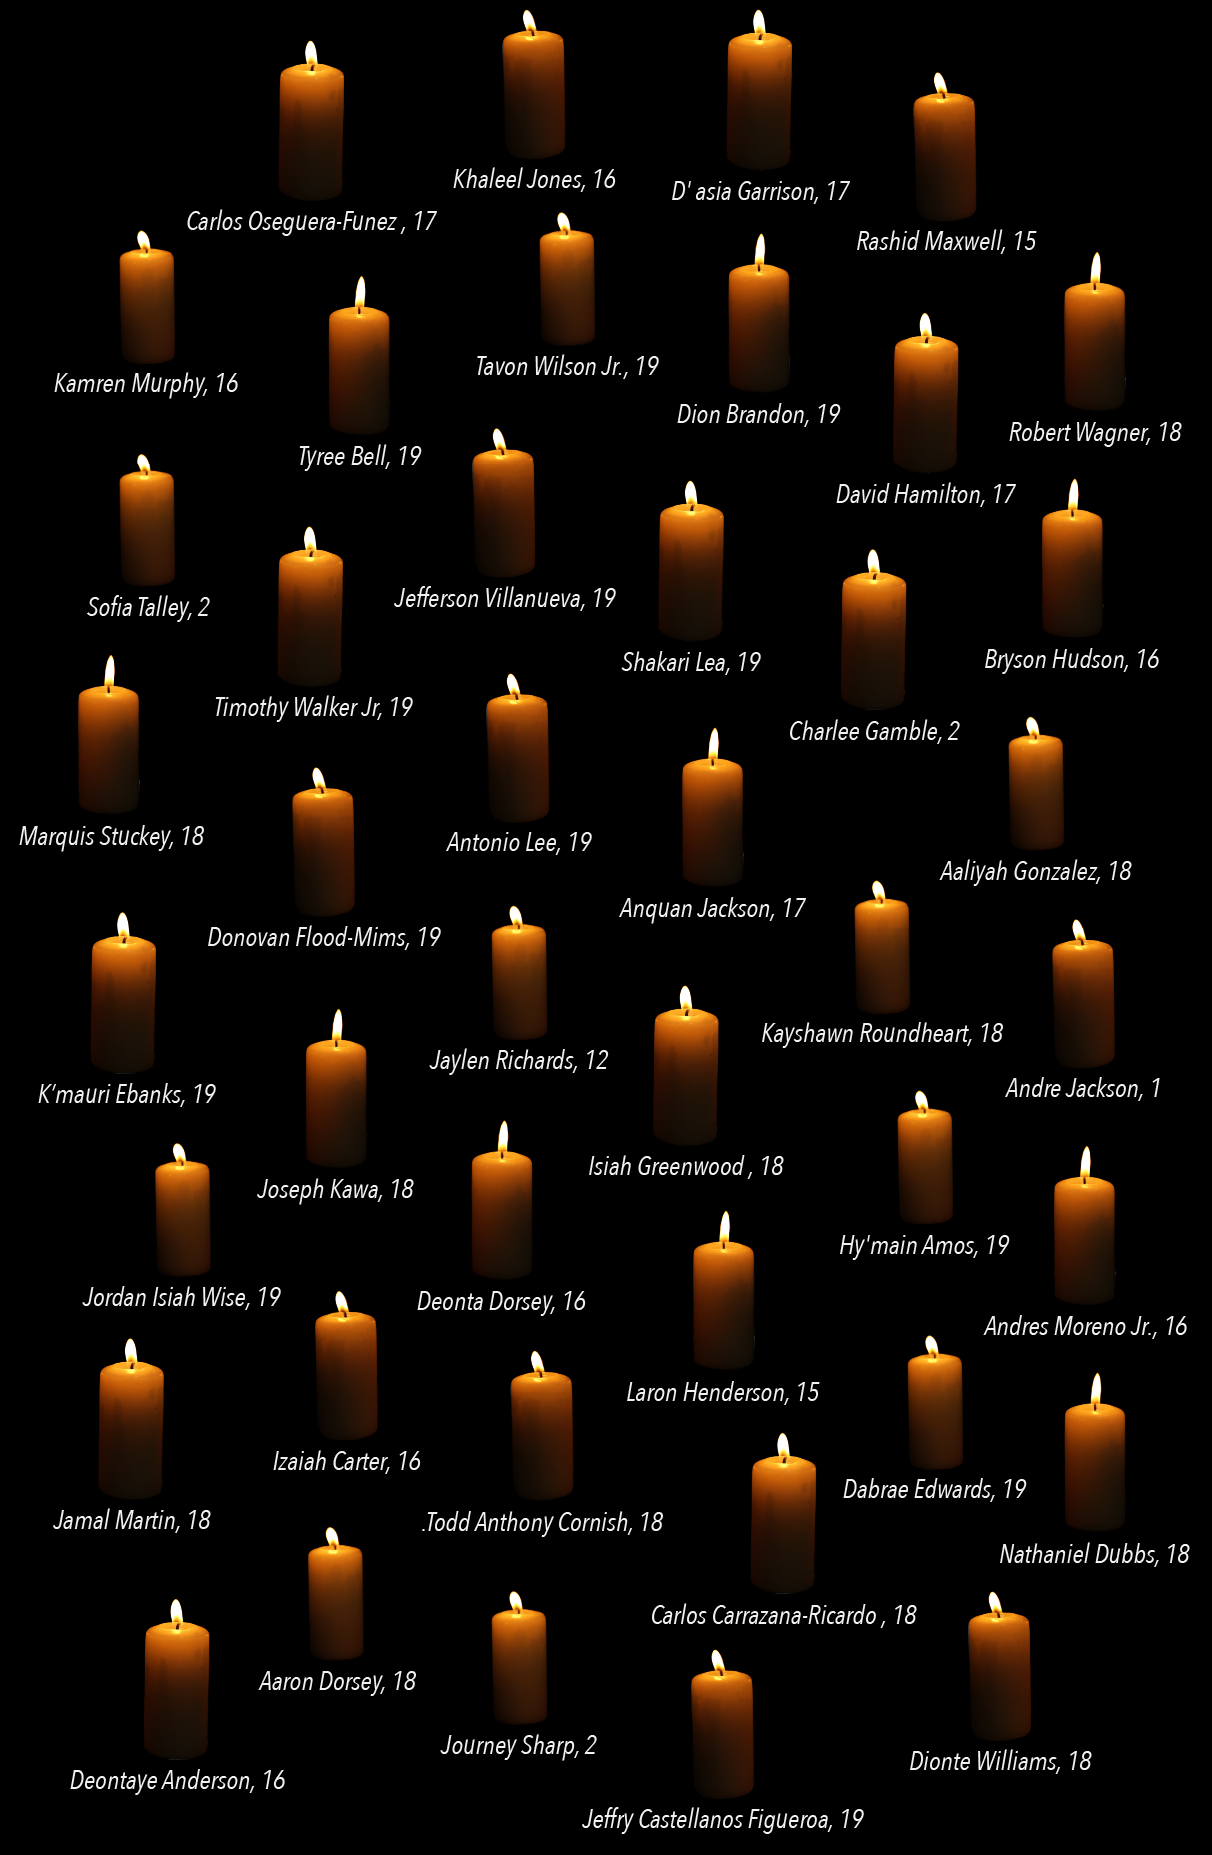 Khaleel Jones, 16
D' asia Garrison, 17
Carlos Oseguera-Funez , 17
Rashid Maxwell, 15
Tavon Wilson Jr., 19
Kamren Murphy, 16
Dion Brandon, 19
Robert Wagner, 18
Tyree Bell, 19
David Hamilton, 17
Jefferson Villanueva, 19
Sofia Talley, 2
Shakari Lea, 19
Bryson Hudson, 16
Timothy Walker Jr, 19
Charlee Gamble, 2
Marquis Stuckey, 18
Antonio Lee, 19
Aaliyah Gonzalez, 18
Anquan Jackson, 17
Donovan Flood-Mims, 19
Kayshawn Roundheart, 18
Jaylen Richards, 12
Andre Jackson, 1
K’mauri Ebanks, 19
Isiah Greenwood , 18
Joseph Kawa, 18
Hy'main Amos, 19
Jordan Isiah Wise, 19
Deonta Dorsey, 16
Andres Moreno Jr., 16
Laron Henderson, 15
Izaiah Carter, 16
Dabrae Edwards, 19
Jamal Martin, 18
.Todd Anthony Cornish, 18
Nathaniel Dubbs, 18
Carlos Carrazana-Ricardo , 18
Aaron Dorsey, 18
Journey Sharp, 2
Dionte Williams, 18
Deontaye Anderson, 16
Jeffry Castellanos Figueroa, 19